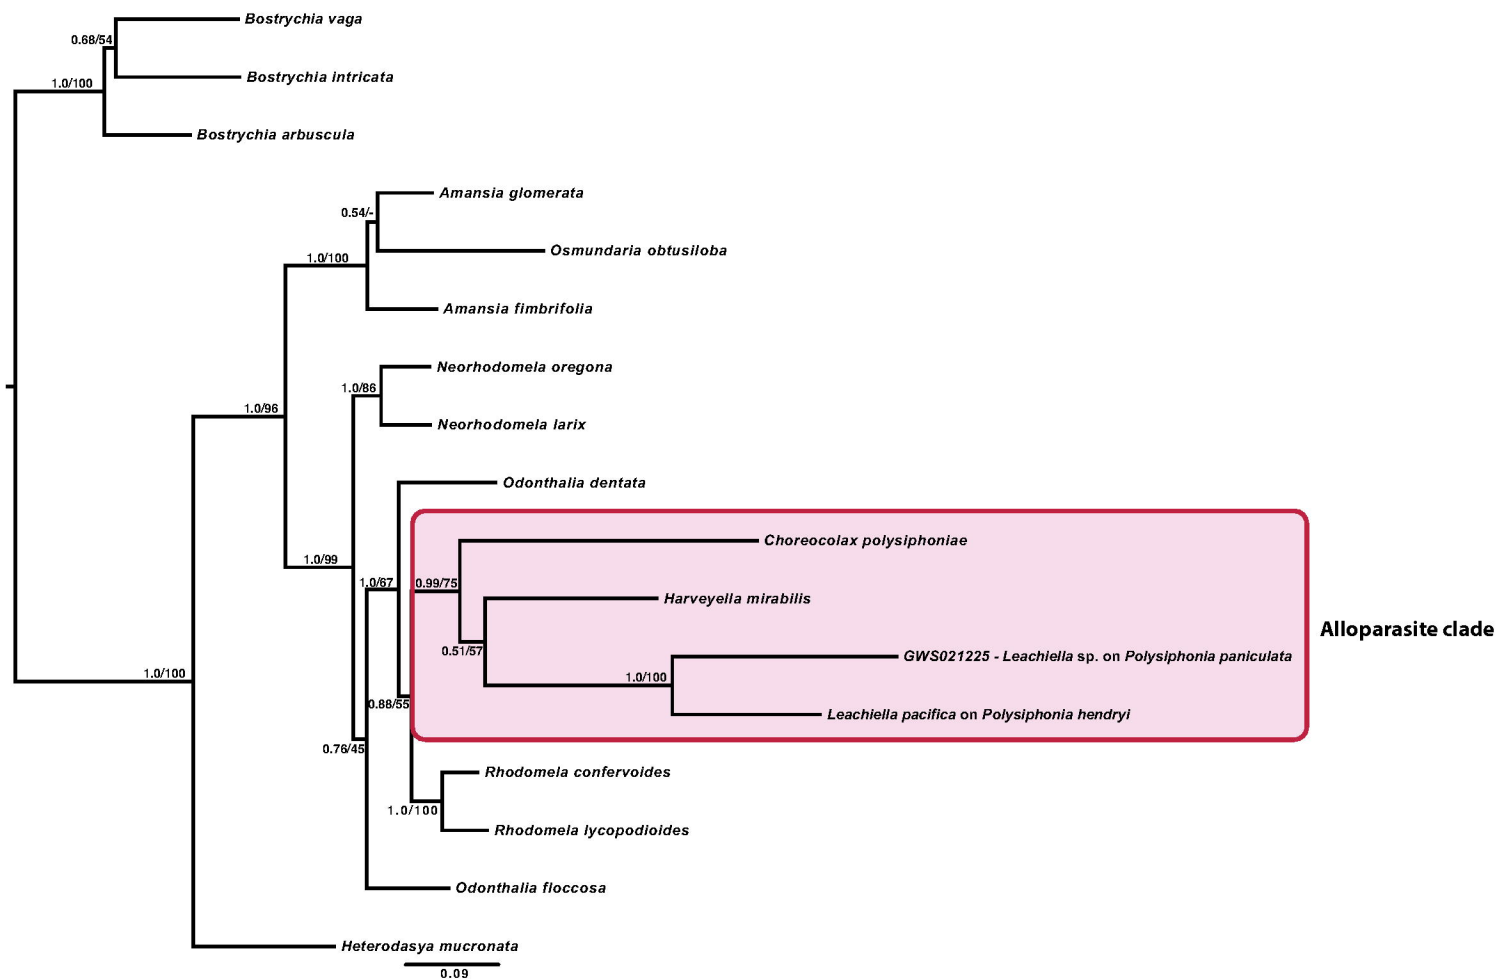 Bostrychia vaga
0.68/54
Bostrychia intricata
1.0/100
Bostrychia arbuscula
Amansia glomerata
0.54/-
Osmundaria obtusiloba
1.0/100
Amansia fimbrifolia
Neorhodomela oregona
1.0/86
1.0/96
Neorhodomela larix
Odonthalia dentata
Choreocolax polysiphoniae
1.0/99
1.0/67
0.99/75
Harveyella mirabilis
Alloparasite clade
0.51/57
GWS021225 - Leachiella sp. on Polysiphonia paniculata
1.0/100
1.0/100
0.88/55
Leachiella pacifica on Polysiphonia hendryi
0.76/45
Rhodomela confervoides
1.0/100
Rhodomela lycopodioides
Odonthalia floccosa
Heterodasya mucronata
0.09